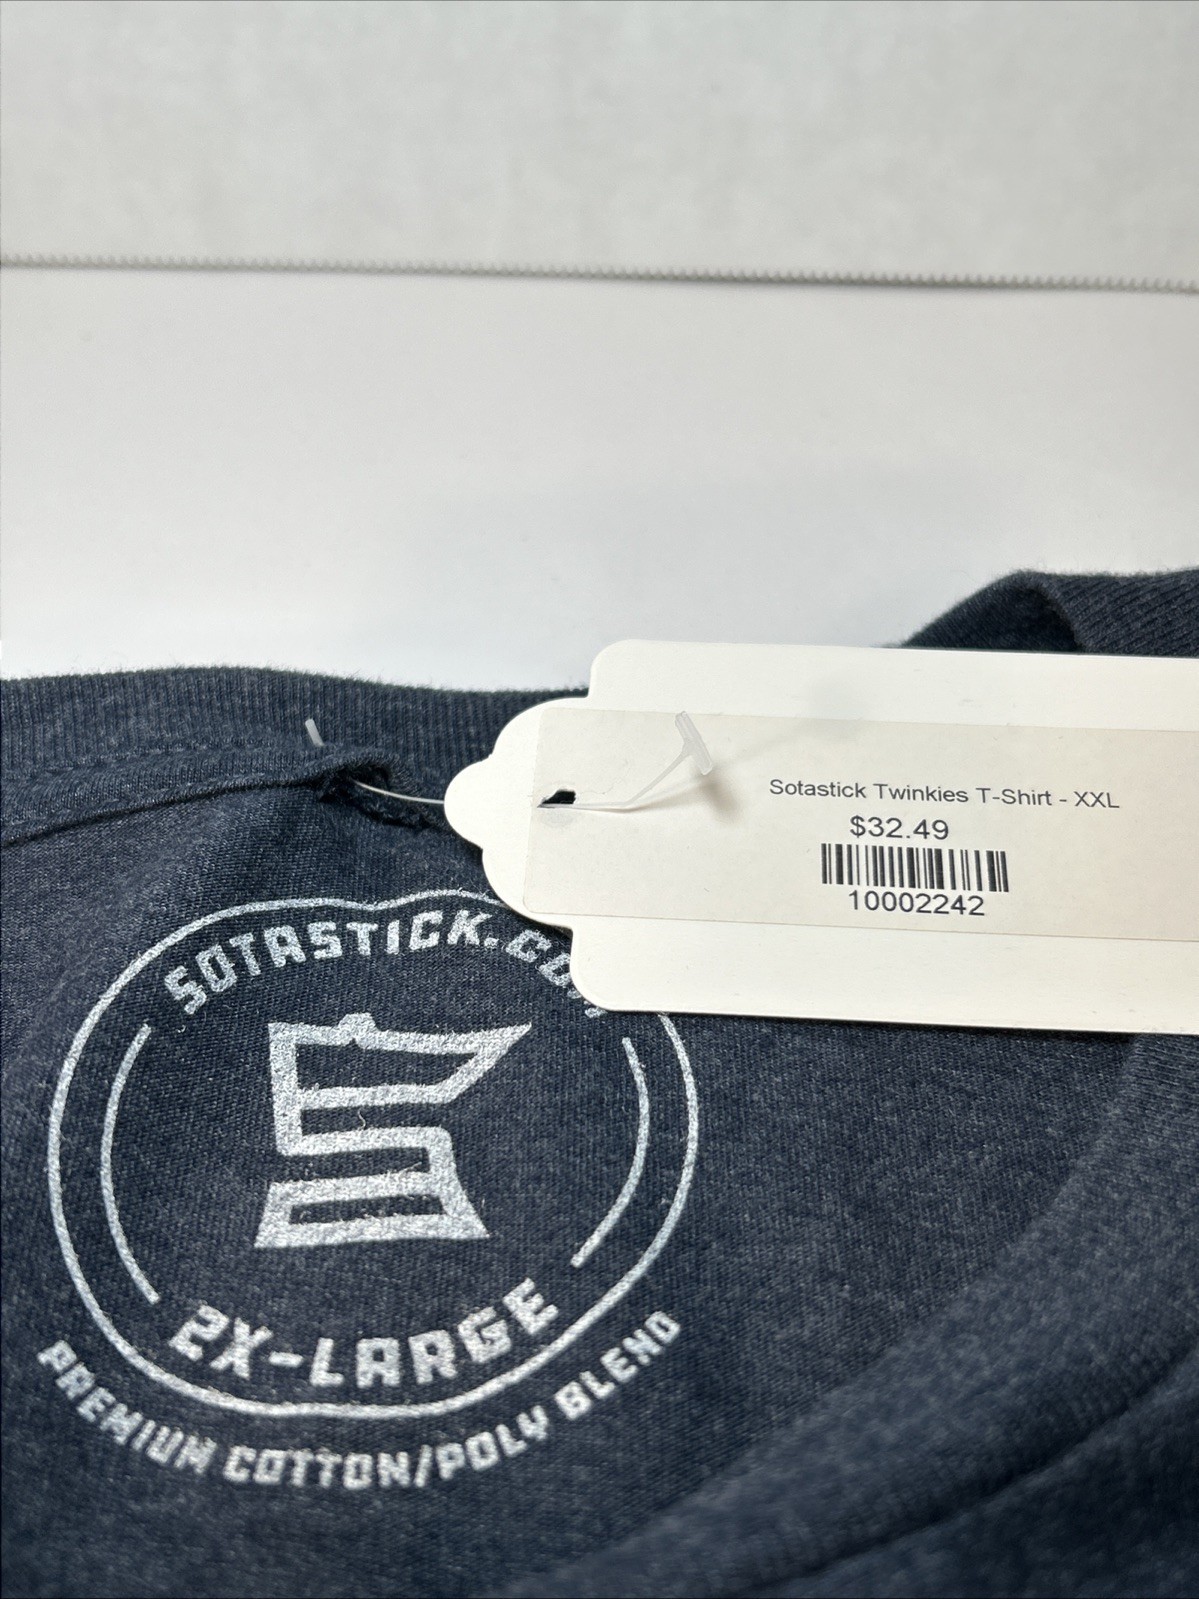 Sotastick Twinkies T-Shirt - XXL
$32.49
10002242
SOTASTICK.CO
2X-LARGE
PREMIUM COTTON/POLY BLEND